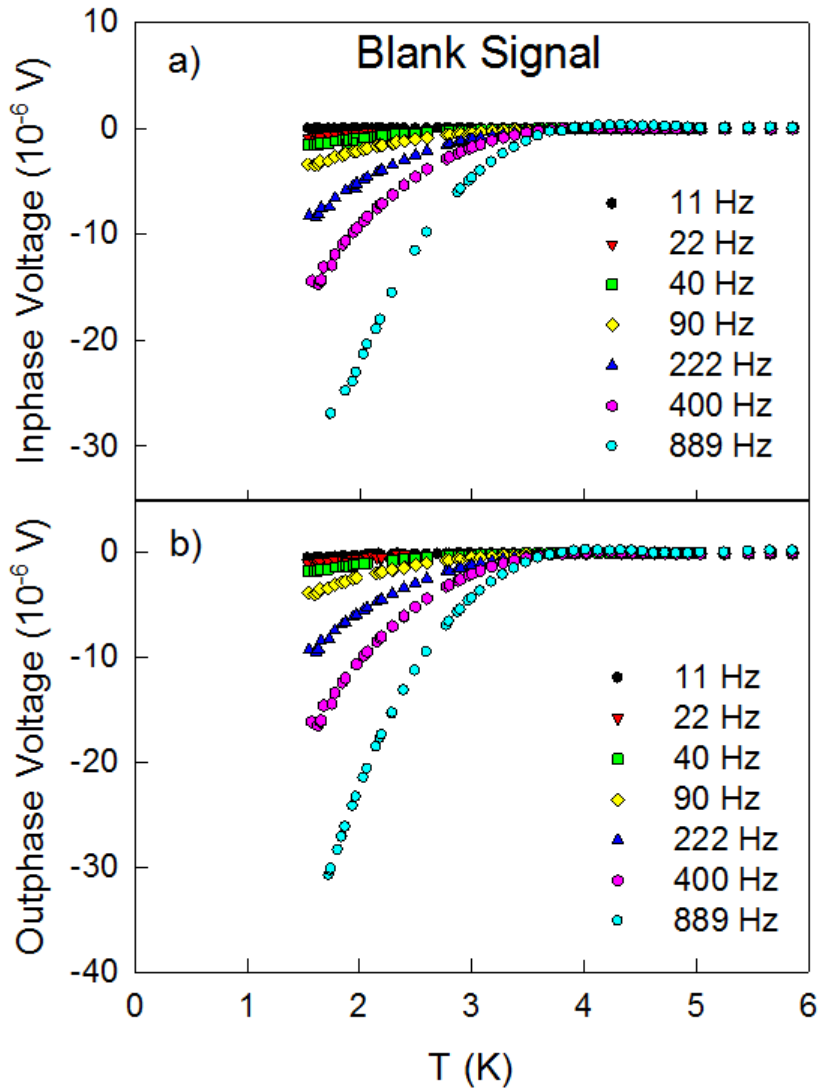 Blank Signal
a)
Inphase Voltage (10⁻⁶ V)
10
0
-10
-20
-30
11 Hz
22 Hz
40 Hz
90 Hz
222 Hz
400 Hz
889 Hz
b)
Outphase Voltage (10⁻⁶ V)
0
-10
-20
-30
-40
11 Hz
22 Hz
40 Hz
90 Hz
222 Hz
400 Hz
889 Hz
0 1 2 3 4 5 6
T (K)